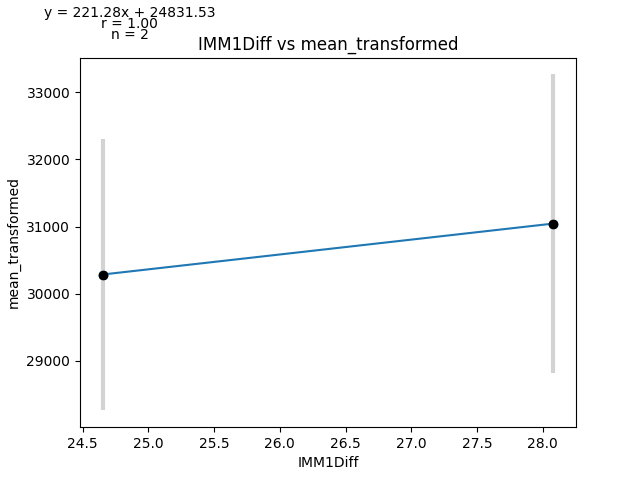 y = 221.28x + 24831.53
r = 1.00
n = 2
IMM1Diff vs mean_transformed
33000
32000
31000
30000
29000
mean_transformed
24.5 25.0 25.5 26.0 26.5 27.0 27.5 28.0
IMM1Diff